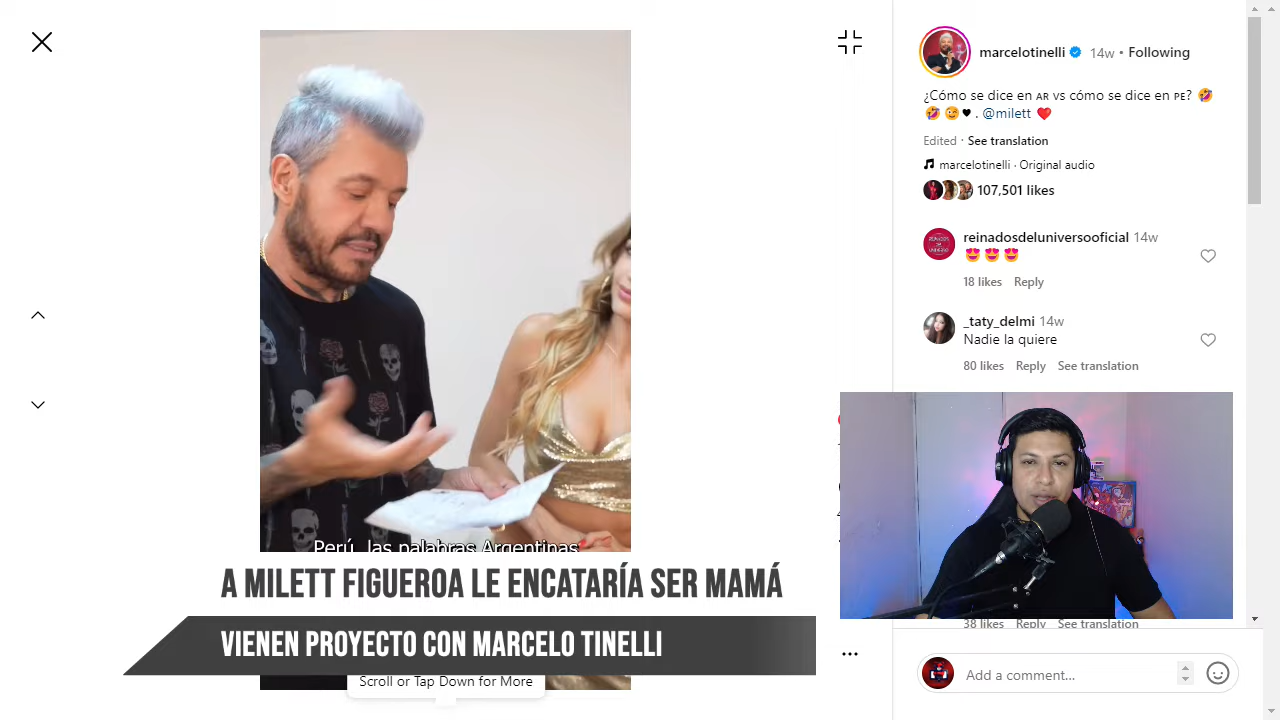 marcelotinelli 14w • Following
¿Cómo se dice en AR vs cómo se dice en PE? 🤣
🤣 😉 ♥ . @milett ❤️
Edited · See translation
marcelotinelli · Original audio
107,501 likes
reinadosdeluniversooficial 14w
😍 😍 😍
18 likes Reply
_taty_delmi 14w
Nadie la quiere
80 likes Reply See translation
38 likes Reply See translation
Add a comment...
Perú, las palabras Argentinas
A MILETT FIGUEROA LE ENCATARÍA SER MAMÁ
VIENEN PROYECTO CON MARCELO TINELLI
Scroll or Tap Down for More